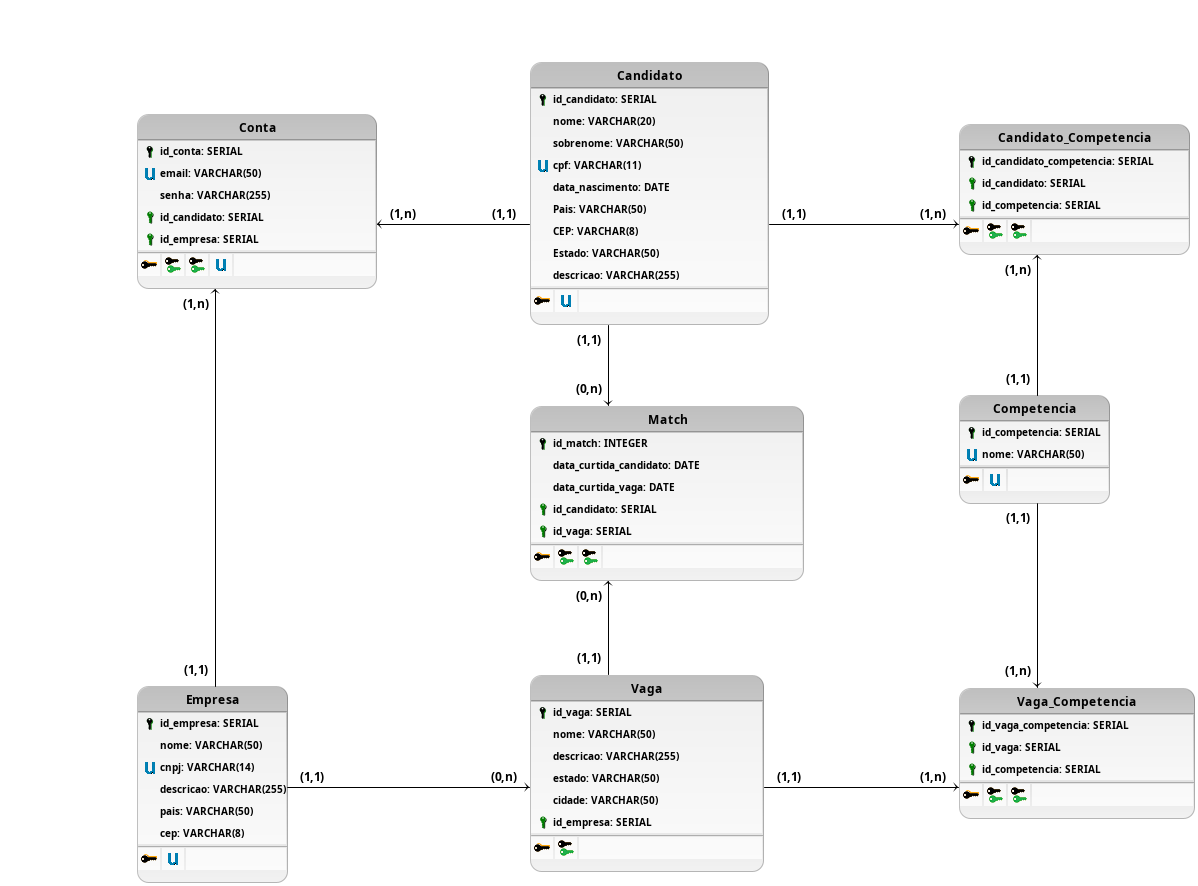 Candidato
id_candidato: SERIAL
nome: VARCHAR(20)
sobrenome: VARCHAR(50)
cpf: VARCHAR(11)
data_nascimento: DATE
Pais: VARCHAR(50)
CEP: VARCHAR(8)
Estado: VARCHAR(50)
descricao: VARCHAR(255)
u
u
Conta
id_conta: SERIAL
u
email: VARCHAR(50)
senha: VARCHAR(255)
id_candidato: SERIAL
id_empresa: SERIAL
u
Candidato_Competencia
id_candidato_competencia: SERIAL
id_candidato: SERIAL
id_competencia: SERIAL
(1,n)
(1,1)
(1,1)
(1,n)
(1,n)
(1,1)
(1,1)
(0,n)
(1,n)
(1,1)
Match
id_match: INTEGER
data_curtida_candidato: DATE
data_curtida_vaga: DATE
id_candidato: SERIAL
id_vaga: SERIAL
Competencia
id_competencia: SERIAL
u
nome: VARCHAR(50)
u
(1,1)
(1,n)
(0,n)
(1,1)
Empresa
id_empresa: SERIAL
nome: VARCHAR(50)
u
cnpj: VARCHAR(14)
descricao: VARCHAR(255)
pais: VARCHAR(50)
cep: VARCHAR(8)
u
(1,1)
(0,n)
Vaga
id_vaga: SERIAL
nome: VARCHAR(50)
descricao: VARCHAR(255)
estado: VARCHAR(50)
cidade: VARCHAR(50)
id_empresa: SERIAL
(1,1)
(1,n)
Vaga_Competencia
id_vaga_competencia: SERIAL
id_vaga: SERIAL
id_competencia: SERIAL